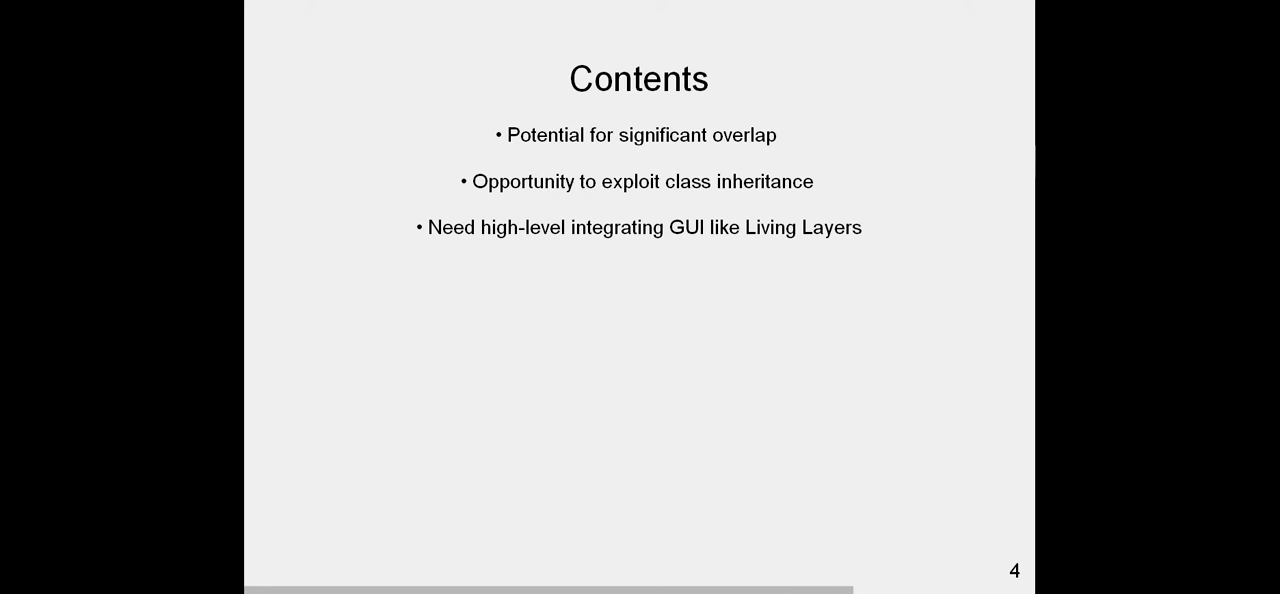 Contents
• Potential for significant overlap
• Opportunity to exploit class inheritance
• Need high-level integrating GUI like Living Layers
4